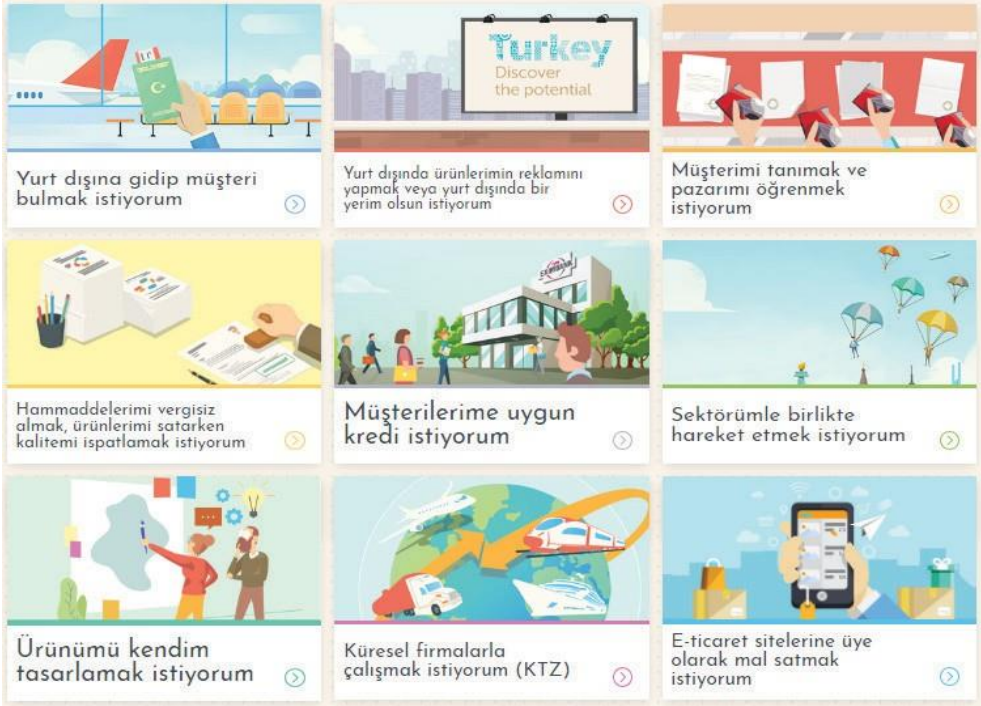 Turkey
Discover
the potential
Yurt dışına gidip müşteri
bulmak istiyorum
Yurt dışında ürünlerimin reklamını
yapmak veya yurt dışında bir
yerim olsun istiyorum
Müşterimi tanımak ve
pazarımı öğrenmek
istiyorum
EXIMBANK
Hammaddelerimi vergisiz
almak, ürünlerimi satarken
kalitemi ispatlamak istiyorum
Müşterilerime uygun
kredi istiyorum
Sektörümle birlikte
hareket etmek istiyorum
Ürünümü kendim
tasarlamak istiyorum
Küresel firmalarla
çalışmak istiyorum (KTZ)
E-ticaret sitelerine üye
olarak mal satmak
istiyorum